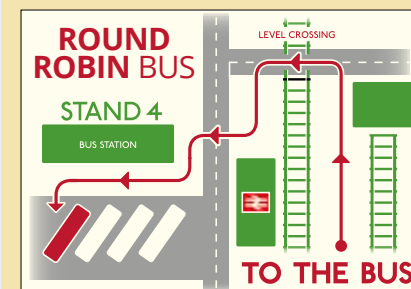 ROUND
ROBIN BUS
LEVEL CROSSING
STAND 4
BUS STATION
TO THE BUS